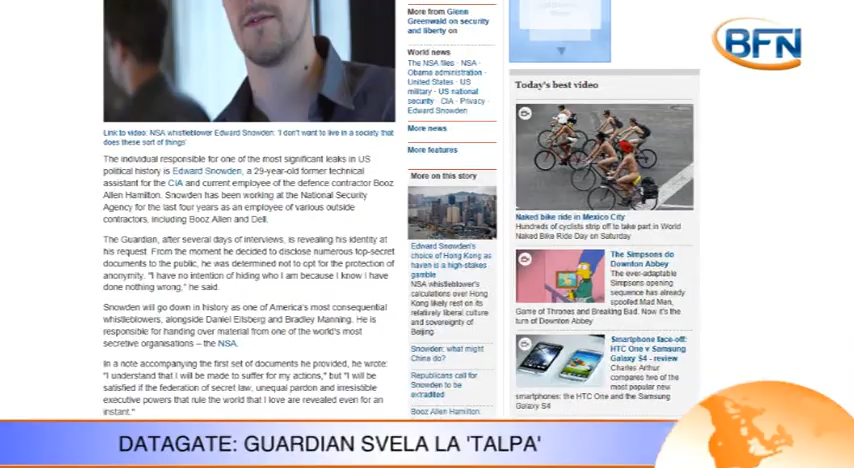 Link to video: NSA whistleblower Edward Snowden: 'I don't want to live in a society that
does these sort of things'
The individual responsible for one of the most significant leaks in US
political history is Edward Snowden, a 29-year-old former technical
assistant for the CIA and current employee of the defence contractor Booz
Allen Hamilton. Snowden has been working at the National Security
Agency for the last four years as an employee of various outside
contractors, including Booz Allen and Dell.
The Guardian, after several days of interviews, is revealing his identity at
his request. From the moment he decided to disclose numerous top-secret
documents to the public, he was determined not to opt for the protection of
anonymity. "I have no intention of hiding who I am because I know I have
done nothing wrong," he said.
Snowden will go down in history as one of America's most consequential
whistleblowers, alongside Daniel Ellsberg and Bradley Manning. He is
responsible for handing over material from one of the world's most
secretive organisations – the NSA.
In a note accompanying the first set of documents he provided, he wrote:
"I understand that I will be made to suffer for my actions," but "I will be
satisfied if the federation of secret law, unequal pardon and irresistible
executive powers that rule the world that I love are revealed even for an
instant."
More from Glenn
Greenwald on security
and liberty on
World news
The NSA files · NSA ·
Obama administration ·
United States · US
military · US national
security · CIA · Privacy ·
Edward Snowden
More news
More features
More on this story
Edward Snowden's
choice of Hong Kong as
haven is a high-stakes
gamble
NSA whistleblower's
calculations over Hong
Kong likely rest on its
relatively liberal culture
and sovereignty of
Beijing
Snowden: what might
China do?
Republicans call for
Snowden to be
extradited
Booz Allen Hamilton:
Today's best video
Naked bike ride in Mexico City
Hundreds of cyclists strip off to take part in World
Naked Bike Ride Day on Saturday
The Simpsons do
Downton Abbey
The ever-adaptable
Simpsons opening
sequence has already
spoofed Mad Men,
Game of Thrones and Breaking Bad. Now it's the
turn of Downton Abbey
Smartphone face-off:
HTC One v Samsung
Galaxy S4 - review
Charles Arthur
compares two of the
most popular new
smartphones: the HTC One and the Samsung
Galaxy S4
BFN
DATAGATE: GUARDIAN SVELA LA 'TALPA'